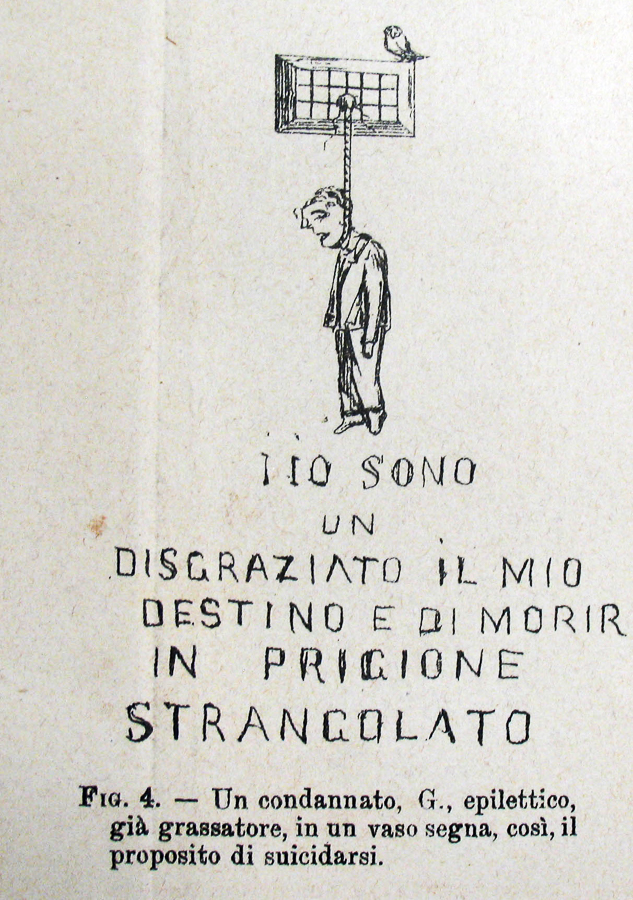 I IO SONO
UN
DISGRAZIATO IL MIO
DESTINO E DI MORIR
IN PRIGIONE
STRANGOLATO
FIG. 4. — Un condannato, G., epilettico,
già grassatore, in un vaso segna, così, il
proposito di suicidarsi.